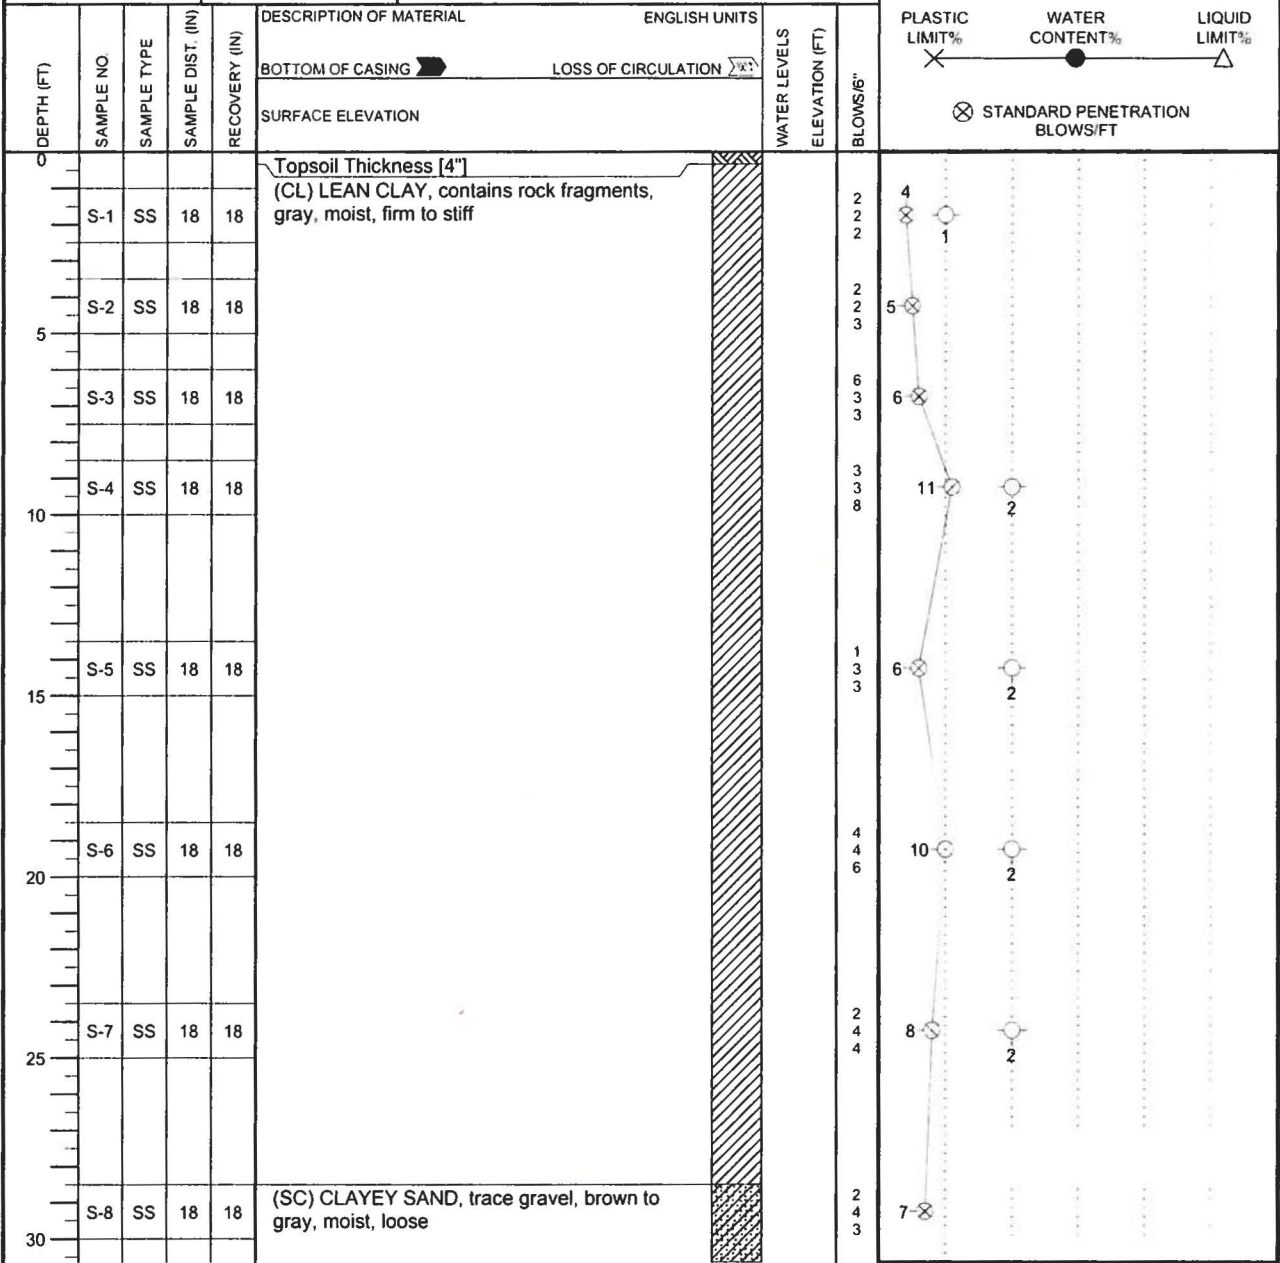 DEPTH (FT)
SAMPLE NO.
SAMPLE TYPE
SAMPLE DIST. (IN)
RECOVERY (IN)
DESCRIPTION OF MATERIAL ENGLISH UNITS
BOTTOM OF CASING LOSS OF CIRCULATION
SURFACE ELEVATION
WATER LEVELS
ELEVATION (FT)
BLOWS/6"
PLASTIC LIMIT%
WATER CONTENT%
LIQUID LIMIT%
STANDARD PENETRATION
BLOWS/FT
0
Topsoil Thickness [4"]
(CL) LEAN CLAY, contains rock fragments,
gray, moist, firm to stiff
S-1 SS 18 18
2
2
2
4
1
S-2 SS 18 18
2
2
3
5
5
S-3 SS 18 18
6
3
3
6
S-4 SS 18 18
3
3
8
11
2
10
S-5 SS 18 18
1
3
3
6
2
15
S-6 SS 18 18
4
4
6
10
2
20
S-7 SS 18 18
2
4
4
8
2
25
(SC) CLAYEY SAND, trace gravel, brown to
gray, moist, loose
S-8 SS 18 18
2
4
3
7
30